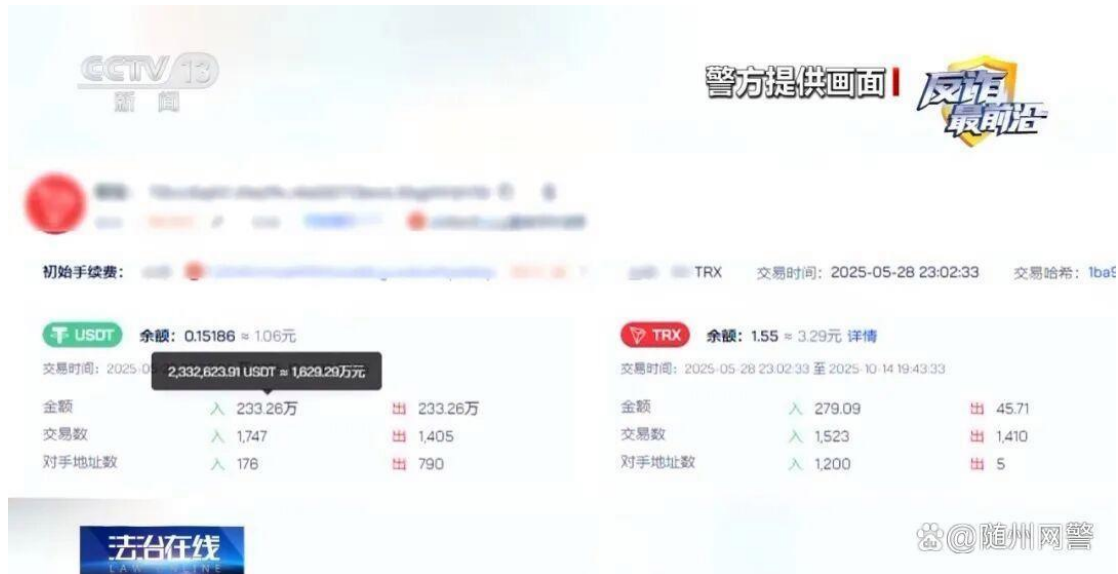 CCTV 13
新闻
警方提供画面
反诈最前沿
初始手续费：
TRX 交易时间：2025-05-28 23:02:33 交易哈希：1ba9
USDT 余额：0.15186 ≈ 1.06元
TRX 余额：1.55 ≈ 3.29元 详情
交易时间：2025-0
2,332,623.91 USDT ≈ 1,629.29万元
交易时间：2025-05-28 23:02:33 至 2025-10-14 19:43:33
金额 入 233.26万 出 233.26万
交易数 入 1,747 出 1,405
对手地址数 入 176 出 790
金额 入 279.09 出 45.71
交易数 入 1,523 出 1,410
对手地址数 入 1,200 出 5
法治在线
LAW ONLINE
du @随州网警